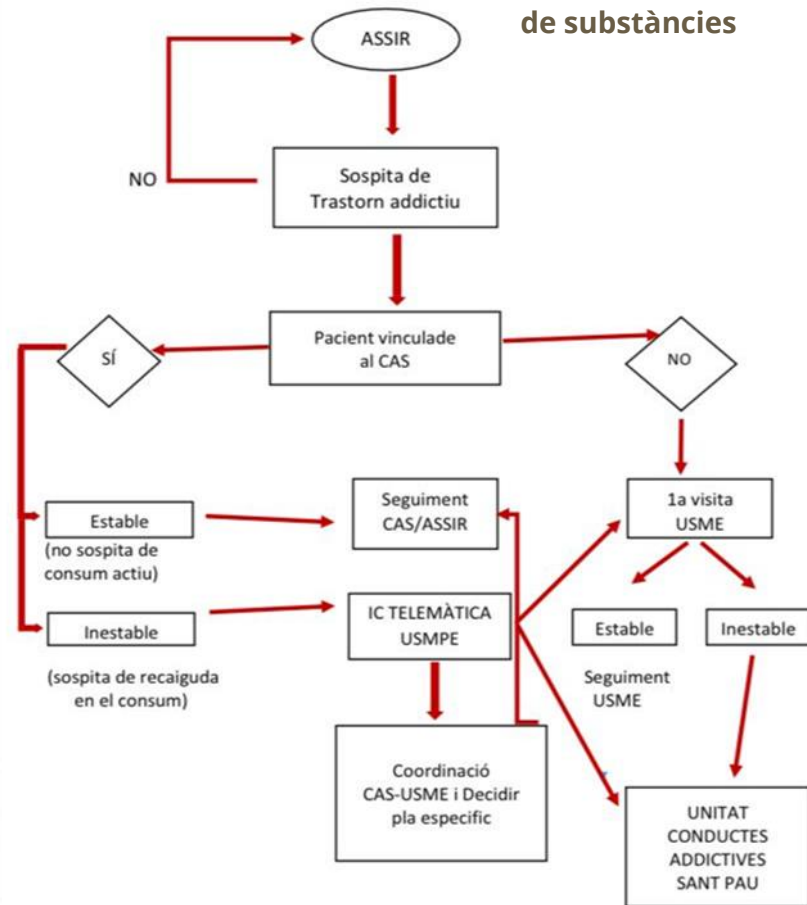 de substàncies
ASSIR
NO
Sospita de
Trastorn addictiu
Pacient vinculade
al CAS
SÍ
NO
Estable
(no sospita de
consum actiu)
Seguiment
CAS/ASSIR
1a visita
USME
Inestable
(sospita de recaiguda
en el consum)
IC TELEMÀTICA
USMPE
Estable
Inestable
Seguiment
USME
Coordinació
CAS-USME i Decidir
pla especific
UNITAT
CONDUCTES
ADDICTIVES
SANT PAU